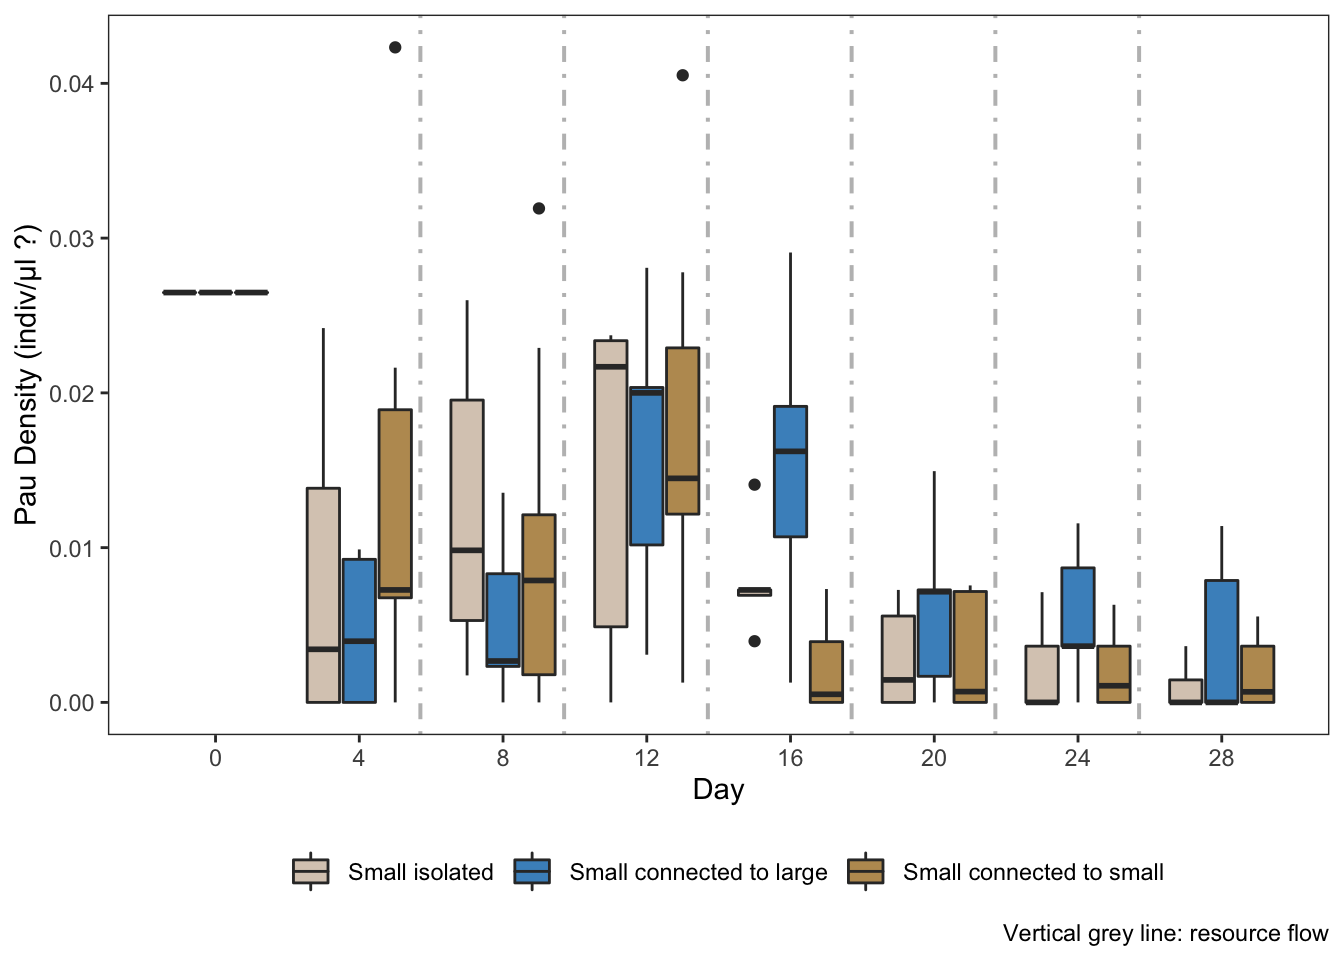 0.04
0.03
0.02
0.01
0.00
Pau Density (indiv/µl ?)
0 4 8 12 16 20 24 28
Day
Small isolated Small connected to large Small connected to small
Vertical grey line: resource flow